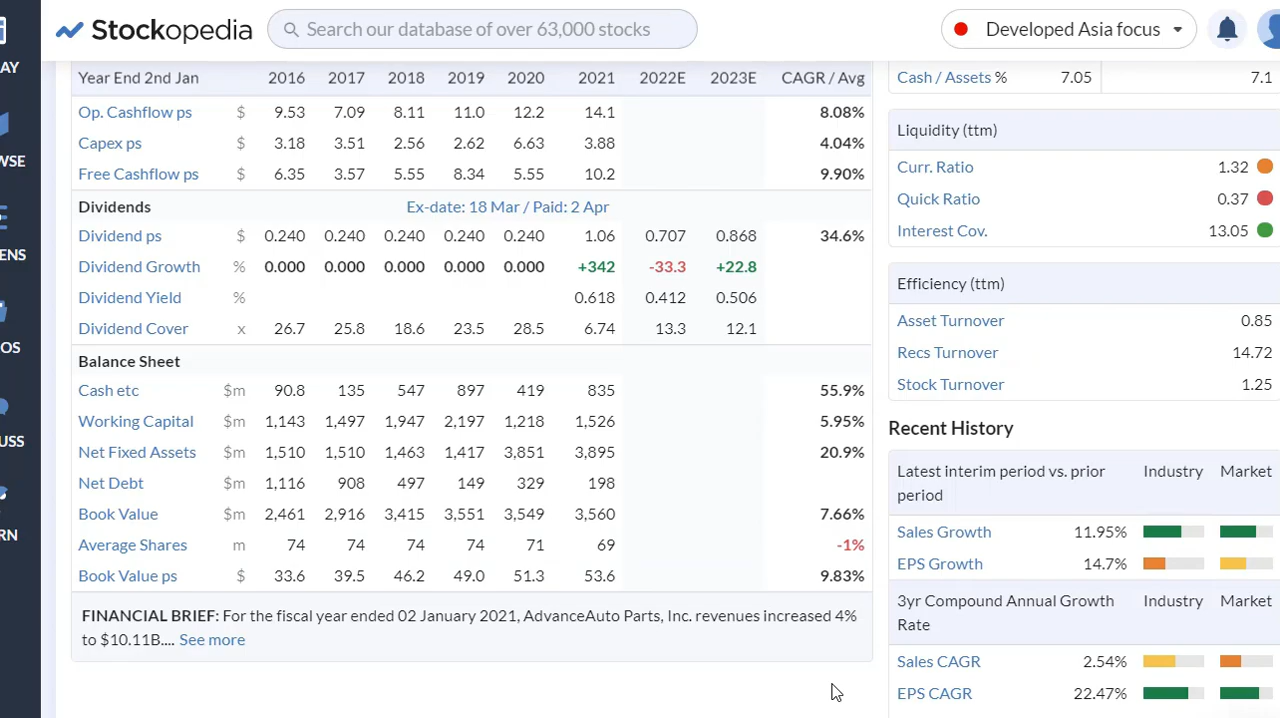 Stockopedia
Search our database of over 63,000 stocks
Developed Asia focus
AY
WSE
ENS
OS
USS
RN
Year End 2nd Jan 2016 2017 2018 2019 2020 2021 2022E 2023E CAGR / Avg
Op. Cashflow ps $ 9.53 7.09 8.11 11.0 12.2 14.1 8.08%
Capex ps $ 3.18 3.51 2.56 2.62 6.63 3.88 4.04%
Free Cashflow ps $ 6.35 3.57 5.55 8.34 5.55 10.2 9.90%
Dividends Ex-date: 18 Mar / Paid: 2 Apr
Dividend ps $ 0.240 0.240 0.240 0.240 0.240 1.06 0.707 0.868 34.6%
Dividend Growth % 0.000 0.000 0.000 0.000 0.000 +342 -33.3 +22.8
Dividend Yield % 0.618 0.412 0.506
Dividend Cover x 26.7 25.8 18.6 23.5 28.5 6.74 13.3 12.1
Balance Sheet
Cash etc $m 90.8 135 547 897 419 835 55.9%
Working Capital $m 1,143 1,497 1,947 2,197 1,218 1,526 5.95%
Net Fixed Assets $m 1,510 1,510 1,463 1,417 3,851 3,895 20.9%
Net Debt $m 1,116 908 497 149 329 198
Book Value $m 2,461 2,916 3,415 3,551 3,549 3,560 7.66%
Average Shares m 74 74 74 74 71 69 -1%
Book Value ps $ 33.6 39.5 46.2 49.0 51.3 53.6 9.83%
FINANCIAL BRIEF: For the fiscal year ended 02 January 2021, AdvanceAuto Parts, Inc. revenues increased 4%
to $10.11B.... See more
Cash / Assets % 7.05 7.1
Liquidity (ttm)
Curr. Ratio 1.32
Quick Ratio 0.37
Interest Cov. 13.05
Efficiency (ttm)
Asset Turnover 0.85
Recs Turnover 14.72
Stock Turnover 1.25
Recent History
Latest interim period vs. prior Industry Market
period
Sales Growth 11.95%
EPS Growth 14.7%
3yr Compound Annual Growth Industry Market
Rate
Sales CAGR 2.54%
EPS CAGR 22.47%